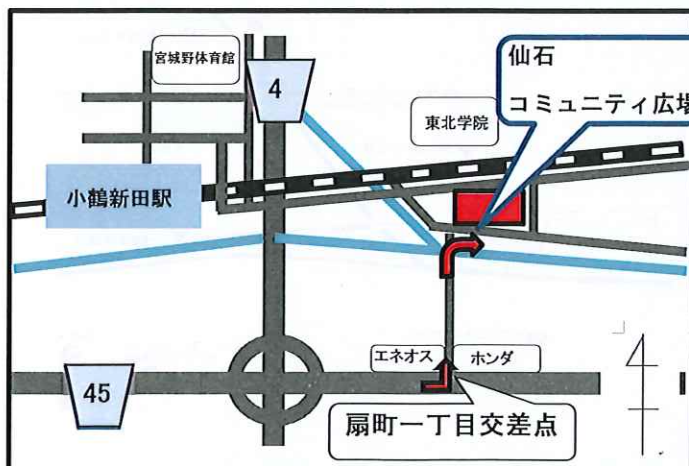 宮城野体育館
4
仙石
コミュニティ広場
東北学院
小鶴新田駅
エネオス
ホンダ
45
扇町一丁目交差点